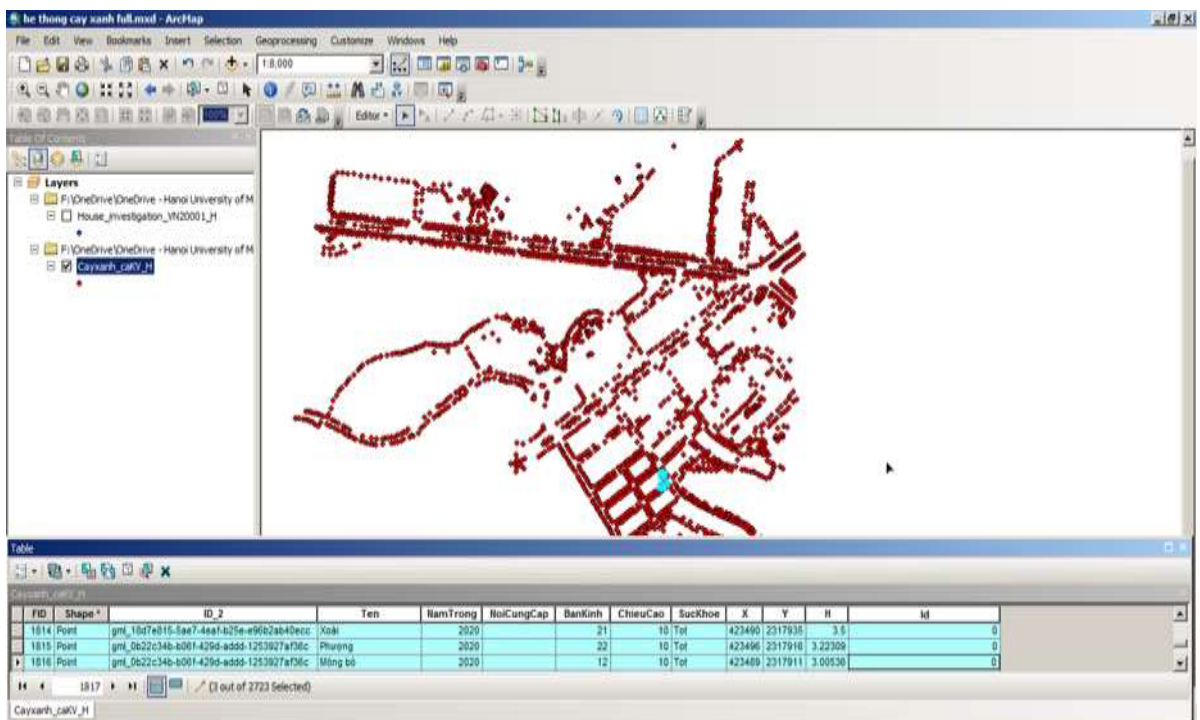 he thong cay xanh full.mxd - ArcMap
File Edit View Bookmarks Insert Selection Geoprocessing Customize Windows Help
1:8,000
100% Editor
Table Of Contents
Layers
F:\OneDrive\OneDrive - Hanoi University of M
House_investigation_VN20001_H
F:\OneDrive\OneDrive - Hanoi University of M
Cayxanh_caKV_H
Table
Cayxanh_caKV_H
FID Shape * ID_2 Ten NamTrong NoiCungCap BanKinh ChieuCao SucKhoe X Y H Id
1814 Point Xoài 2020 21 10 Tot 423490 2317935 3.5 0
1815 Point gml_0b22c34b-b06f-429d-addd-1253927af36c Phượng 2020 22 10 Tot 423496 2317916 3.22309 0
1816 Point gml_0b22c34b-b06f-429d-addd-1253927af36c Móng bò 2020 12 10 Tot 423489 2317911 3.00536 0
1817 (3 out of 2723 Selected)
Cayxanh_caKV_H